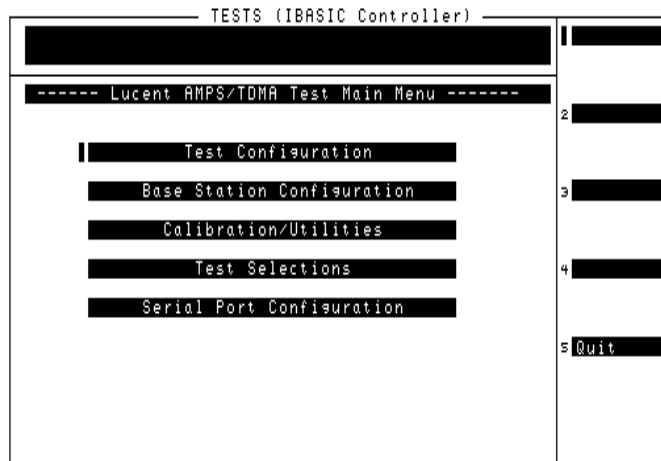 TESTS (IBASIC Controller)
1
------ Lucent AMPS/TDMA Test Main Menu -------
2
Test Configuration
Base Station Configuration
3
Calibration/Utilities
Test Selections
4
Serial Port Configuration
5 Quit